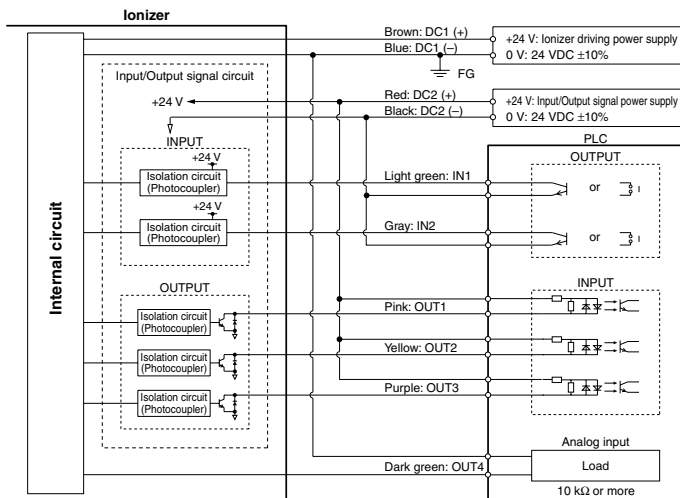 Ionizer
Brown: DC1 (+)
+24 V: Ionizer driving power supply
Blue: DC1 (–)
0 V: 24 VDC ±10%
FG
Input/Output signal circuit
+24 V
Red: DC2 (+)
+24 V: Input/Output signal power supply
Black: DC2 (–)
0 V: 24 VDC ±10%
INPUT
PLC
OUTPUT
+24 V
Isolation circuit
(Photocoupler)
Light green: IN1
or
+24 V
Isolation circuit
(Photocoupler)
Gray: IN2
or
Internal circuit
OUTPUT
INPUT
Isolation circuit
(Photocoupler)
Pink: OUT1
Isolation circuit
(Photocoupler)
Yellow: OUT2
Isolation circuit
(Photocoupler)
Purple: OUT3
Analog input
Dark green: OUT4
Load
10 kΩ or more